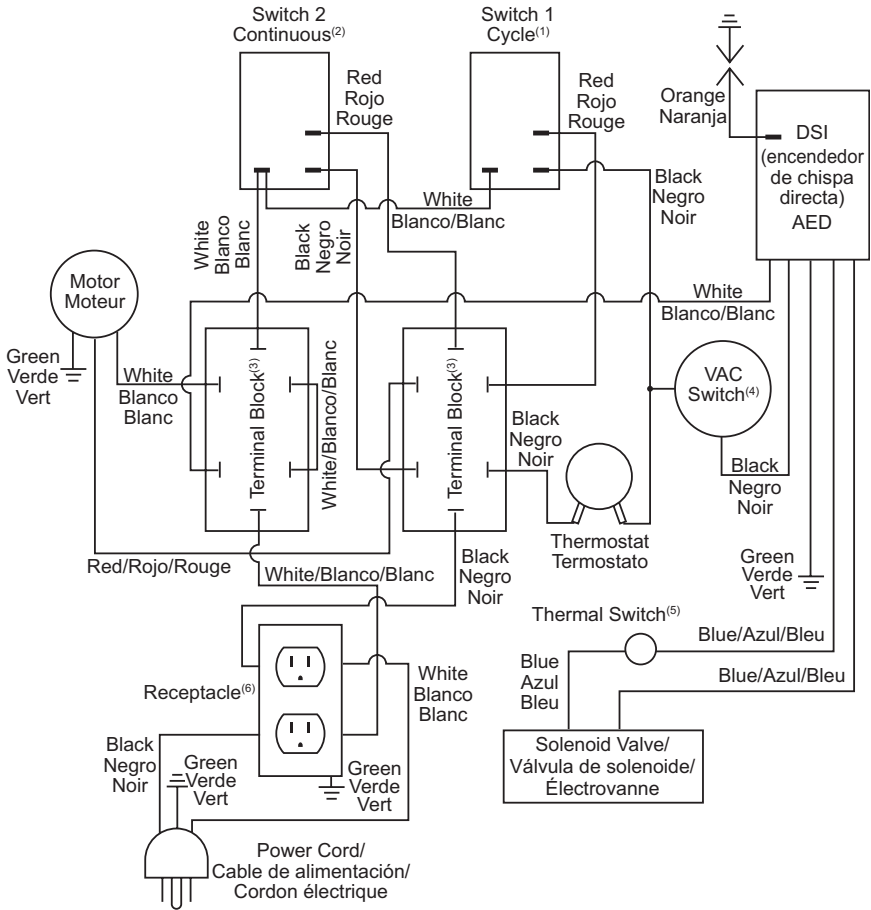 Switch 2
Continuous(2)
Switch 1
Cycle(1)
Red
Rojo
Rouge
Red
Rojo
Rouge
Orange
Naranja
DSI
(encendedor
de chispa
directa)
AED
Black
Negro
Noir
White
Blanco/Blanc
White
Blanco
Blanc
Black
Negro
Noir
Motor
Moteur
White
Blanco/Blanc
Green
Verde
Vert
White
Blanco
Blanc
Terminal Block(3)
White/Blanco/Blanc
Terminal Block(3)
Black
Negro
Noir
VAC
Switch(4)
Black
Negro
Noir
Thermostat
Termostato
Red/Rojo/Rouge
White/Blanco/Blanc
Black
Negro
Noir
Green
Verde
Vert
Thermal Switch(5)
Blue/Azul/Bleu
Blue
Azul
Bleu
Blue/Azul/Bleu
Receptacle(6)
White
Blanco
Blanc
Solenoid Valve/
Válvula de solenoide/
Électrovanne
Black
Negro
Noir
Green
Verde
Vert
Green
Verde
Vert
Power Cord/
Cable de alimentación/
Cordon électrique